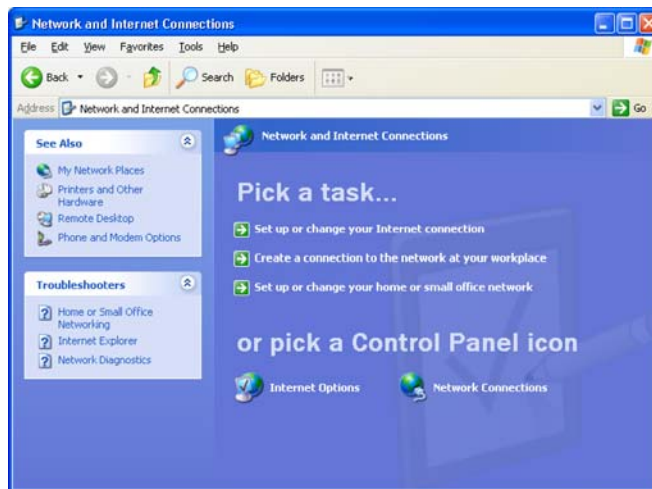 Network and Internet Connections
File Edit View Favorites Tools Help
Back Search Folders
Address Network and Internet Connections Go
See Also
My Network Places
Printers and Other
Hardware
Remote Desktop
Phone and Modem Options
Troubleshooters
Home or Small Office
Networking
Internet Explorer
Network Diagnostics
Network and Internet Connections
Pick a task...
Set up or change your Internet connection
Create a connection to the network at your workplace
Set up or change your home or small office network
or pick a Control Panel icon
Internet Options Network Connections